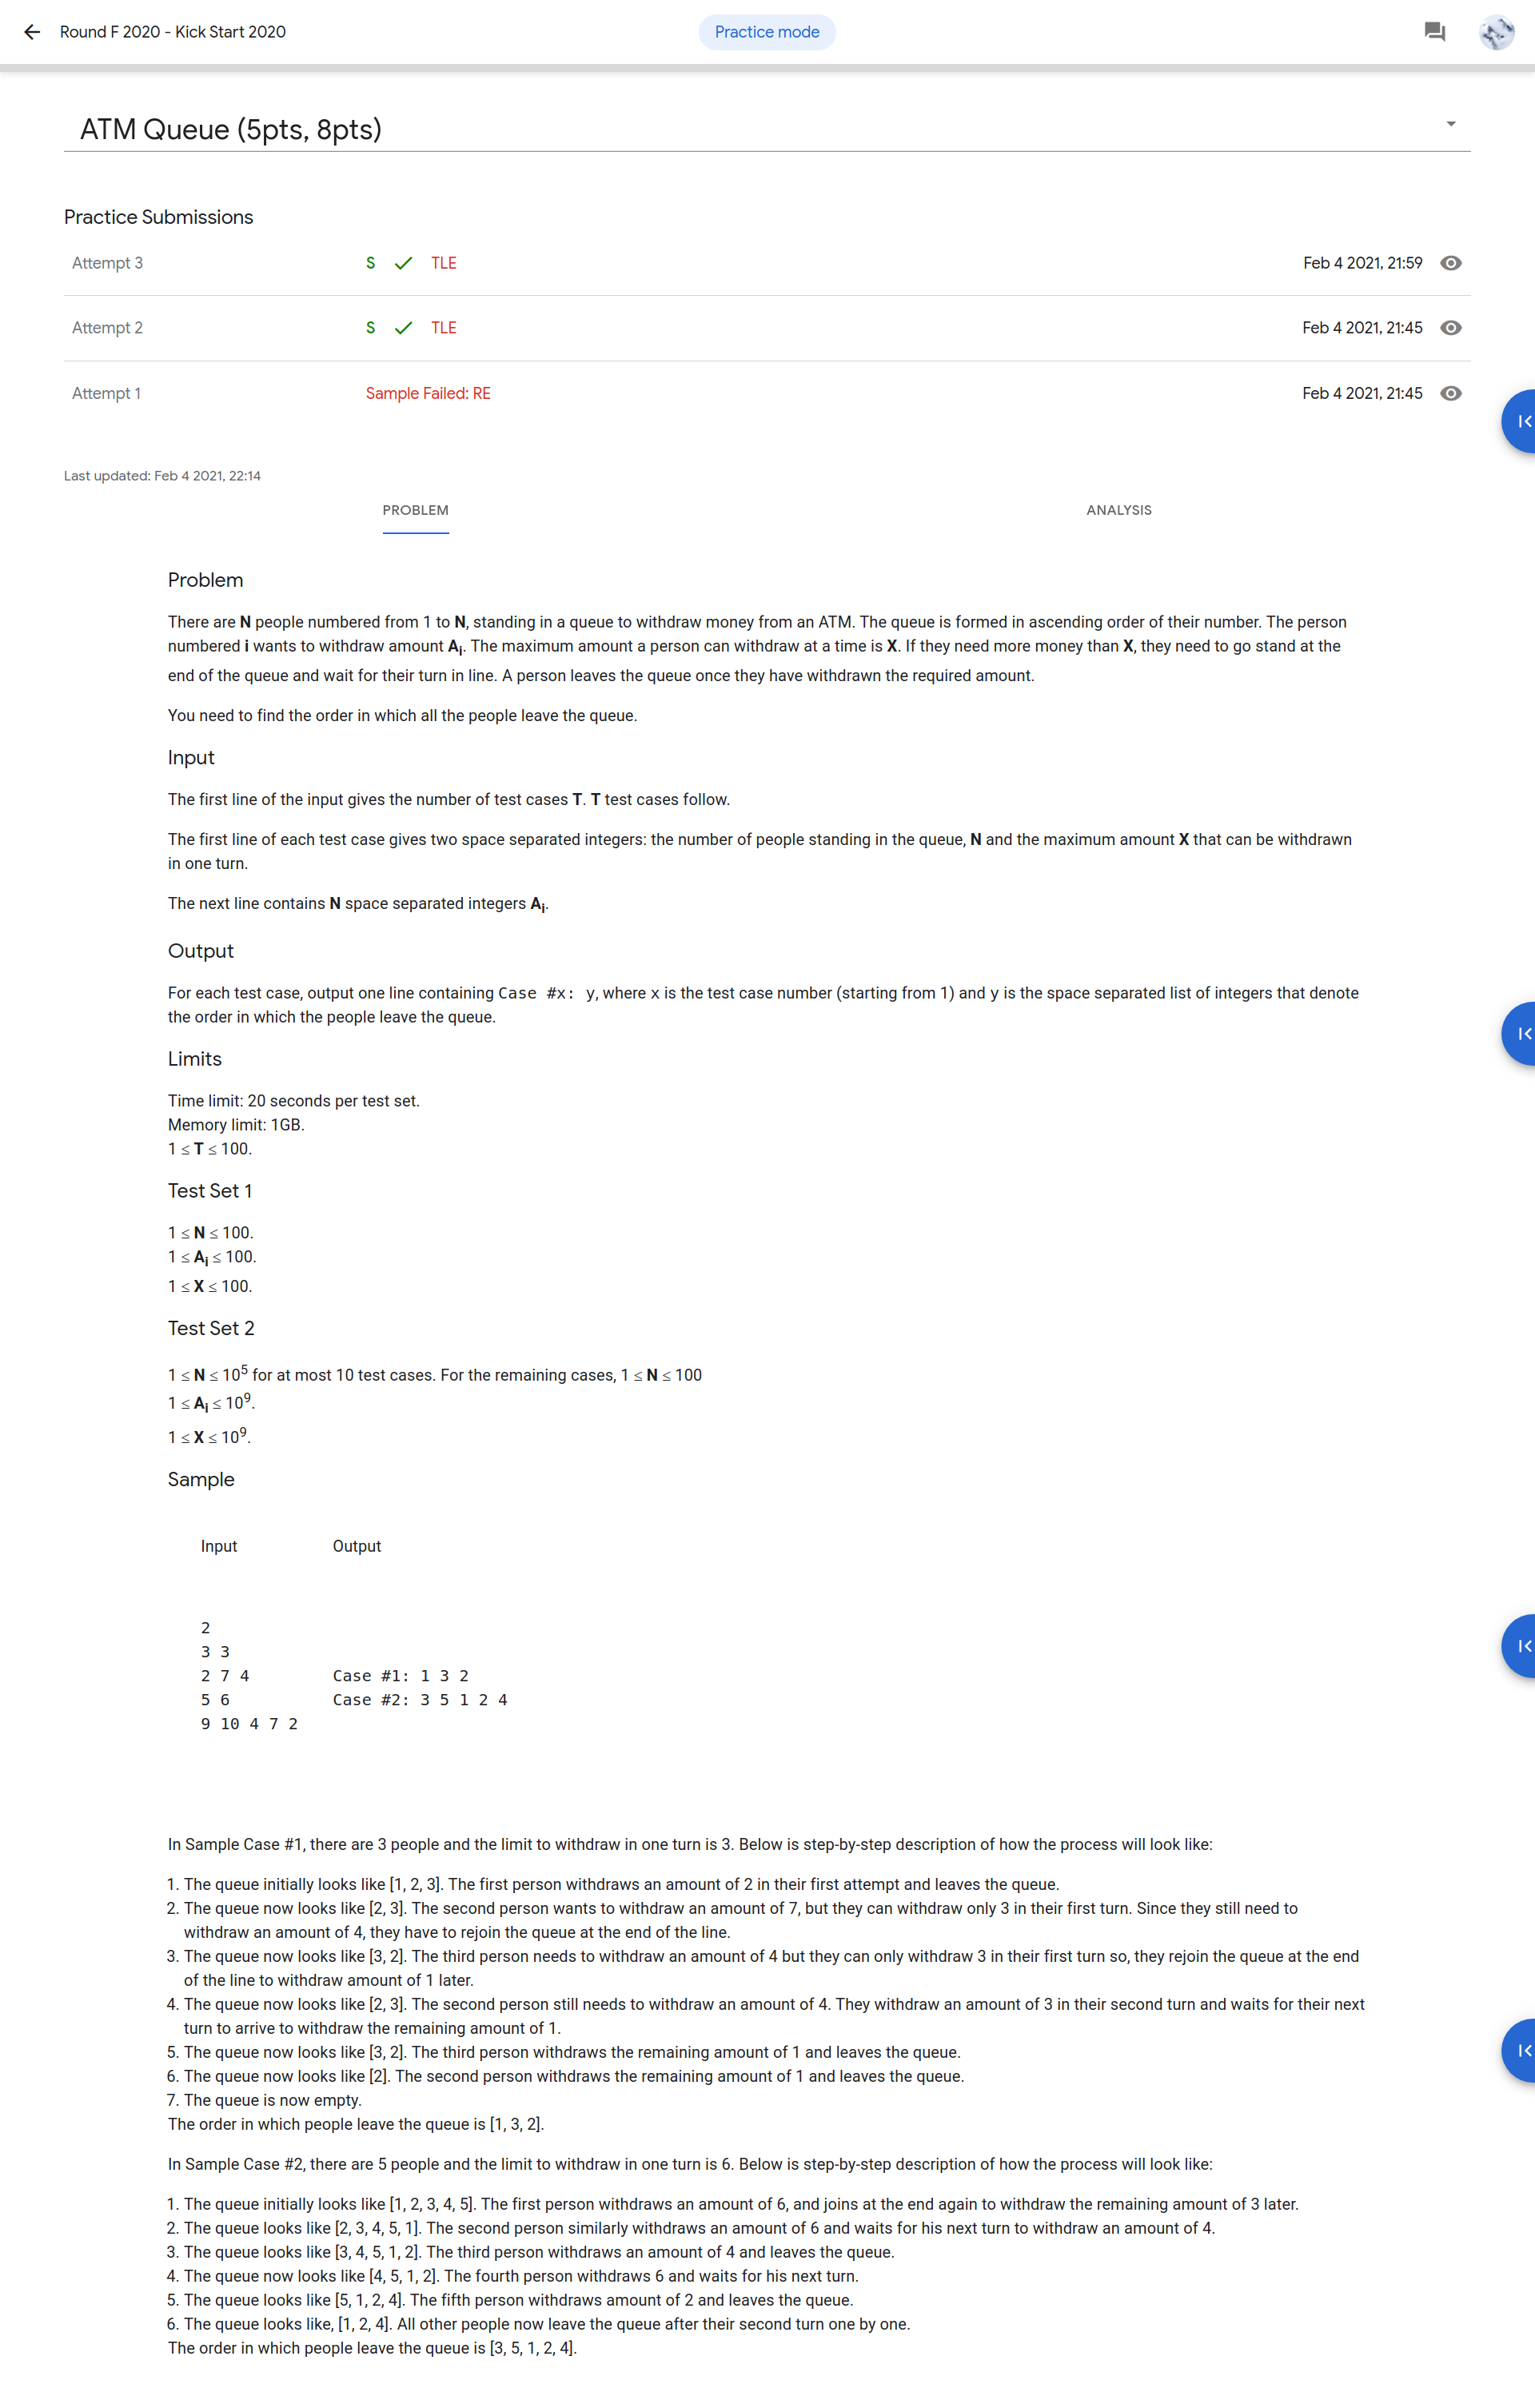 Round F 2020 - Kick Start 2020
Practice mode
ATM Queue (5pts, 8pts)
Practice Submissions
Attempt 3 S TLE Feb 4 2021, 21:59
Attempt 2 S TLE Feb 4 2021, 21:45
Attempt 1 Sample Failed: RE Feb 4 2021, 21:45
Last updated: Feb 4 2021, 22:14
PROBLEM ANALYSIS
Problem
There are N people numbered from 1 to N, standing in a queue to withdraw money from an ATM. The queue is formed in ascending order of their number. The person
numbered i wants to withdraw amount Ai. The maximum amount a person can withdraw at a time is X. If they need more money than X, they need to go stand at the
end of the queue and wait for their turn in line. A person leaves the queue once they have withdrawn the required amount.
You need to find the order in which all the people leave the queue.
Input
The first line of the input gives the number of test cases T. T test cases follow.
The first line of each test case gives two space separated integers: the number of people standing in the queue, N and the maximum amount X that can be withdrawn
in one turn.
The next line contains N space separated integers Ai.
Output
For each test case, output one line containing Case #x: y, where x is the test case number (starting from 1) and y is the space separated list of integers that denote
the order in which the people leave the queue.
Limits
Time limit: 20 seconds per test set.
Memory limit: 1GB.
1 ≤ T ≤ 100.
Test Set 1
1 ≤ N ≤ 100.
1 ≤ Ai ≤ 100.
1 ≤ X ≤ 100.
Test Set 2
1 ≤ N ≤ 10^5 for at most 10 test cases. For the remaining cases, 1 ≤ N ≤ 100
1 ≤ Ai ≤ 10^9.
1 ≤ X ≤ 10^9.
Sample
Input Output
2
3 3
2 7 4 Case #1: 1 3 2
5 6 Case #2: 3 5 1 2 4
9 10 4 7 2
In Sample Case #1, there are 3 people and the limit to withdraw in one turn is 3. Below is step-by-step description of how the process will look like:
1. The queue initially looks like [1, 2, 3]. The first person withdraws an amount of 2 in their first attempt and leaves the queue.
2. The queue now looks like [2, 3]. The second person wants to withdraw an amount of 7, but they can withdraw only 3 in their first turn. Since they still need to
withdraw an amount of 4, they have to rejoin the queue at the end of the line.
3. The queue now looks like [3, 2]. The third person needs to withdraw an amount of 4 but they can only withdraw 3 in their first turn so, they rejoin the queue at the end
of the line to withdraw amount of 1 later.
4. The queue now looks like [2, 3]. The second person still needs to withdraw an amount of 4. They withdraw an amount of 3 in their second turn and waits for their next
turn to arrive to withdraw the remaining amount of 1.
5. The queue now looks like [3, 2]. The third person withdraws the remaining amount of 1 and leaves the queue.
6. The queue now looks like [2]. The second person withdraws the remaining amount of 1 and leaves the queue.
7. The queue is now empty.
The order in which people leave the queue is [1, 3, 2].
In Sample Case #2, there are 5 people and the limit to withdraw in one turn is 6. Below is step-by-step description of how the process will look like:
1. The queue initially looks like [1, 2, 3, 4, 5]. The first person withdraws an amount of 6, and joins at the end again to withdraw the remaining amount of 3 later.
2. The queue looks like [2, 3, 4, 5, 1]. The second person similarly withdraws an amount of 6 and waits for his next turn to withdraw an amount of 4.
3. The queue looks like [3, 4, 5, 1, 2]. The third person withdraws an amount of 4 and leaves the queue.
4. The queue now looks like [4, 5, 1, 2]. The fourth person withdraws 6 and waits for his next turn.
5. The queue looks like [5, 1, 2, 4]. The fifth person withdraws amount of 2 and leaves the queue.
6. The queue looks like, [1, 2, 4]. All other people now leave the queue after their second turn one by one.
The order in which people leave the queue is [3, 5, 1, 2, 4].